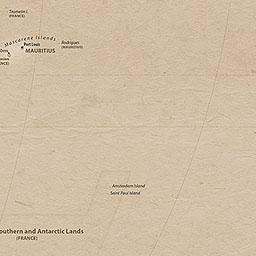 Tromelin I.
(FRANCE)
Mascarene Islands
Port Louis
MAURITIUS
Rodrigues
(MAURITIUS)
Amsterdam Island
Saint Paul Island
outhern and Antarctic Lands
(FRANCE)